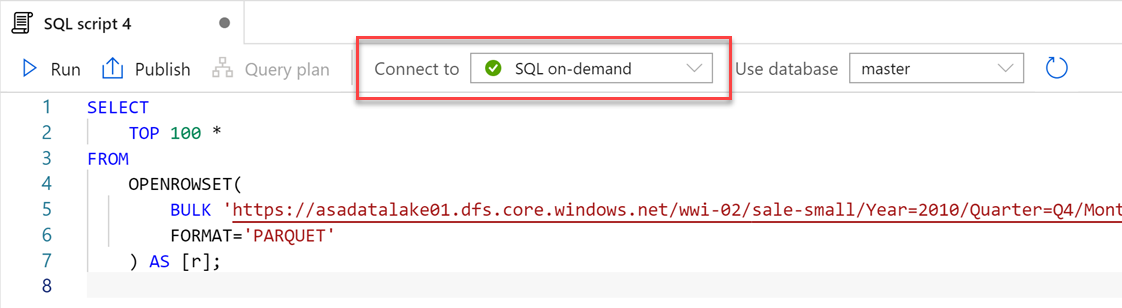 SQL script 4
Run Publish Query plan Connect to SQL on-demand Use database master
1 SELECT
2 TOP 100 *
3 FROM
4 OPENROWSET(
5 BULK 'https://asadatalake01.dfs.core.windows.net/wwi-02/sale-small/Year=2010/Quarter=Q4/Mont
6 FORMAT='PARQUET'
7 ) AS [r];
8